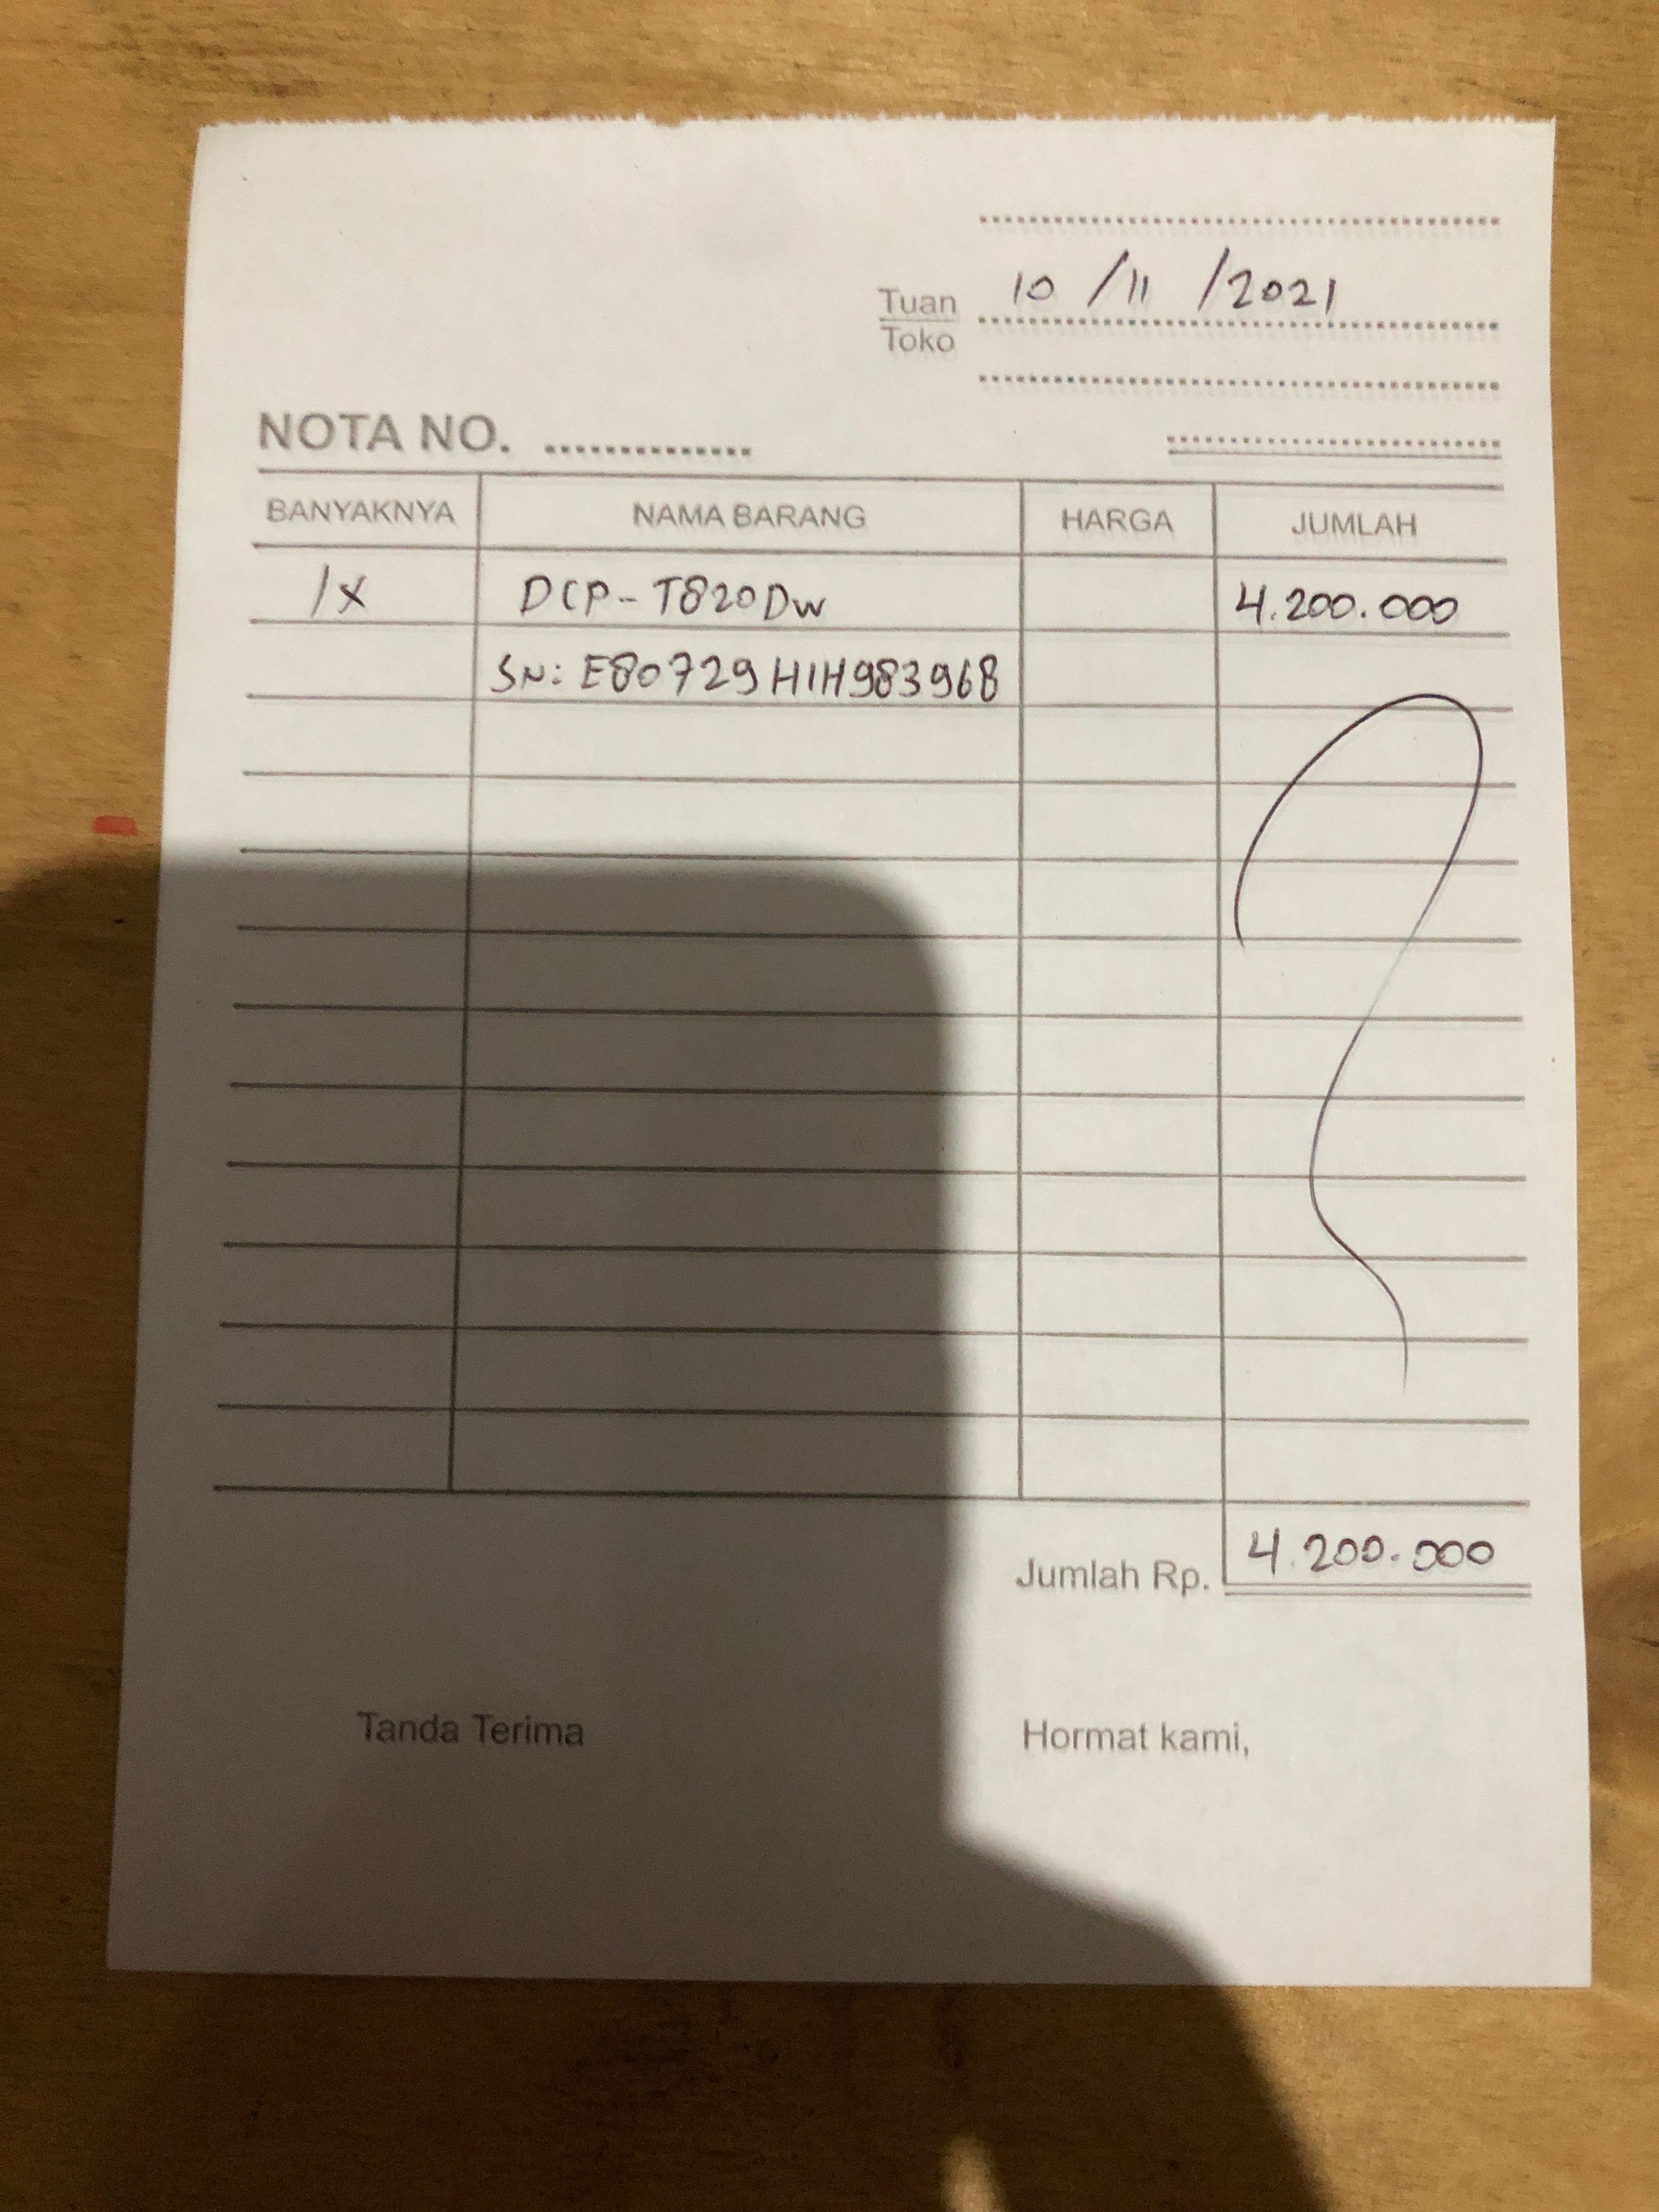 Tuan
Toko
10 / 11 / 2021
NOTA NO. ..............
BANYAKNYA NAMA BARANG HARGA JUMLAH
1x DCP-T820DW 4.200.000
SN: E80729H1H983968
Jumlah Rp. 4.200.000
Tanda Terima Hormat kami,